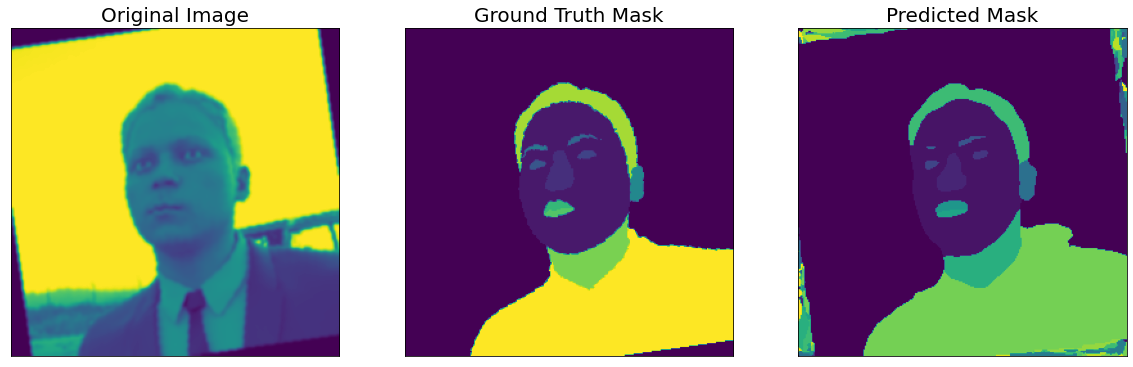 Original Image
Ground Truth Mask
Predicted Mask